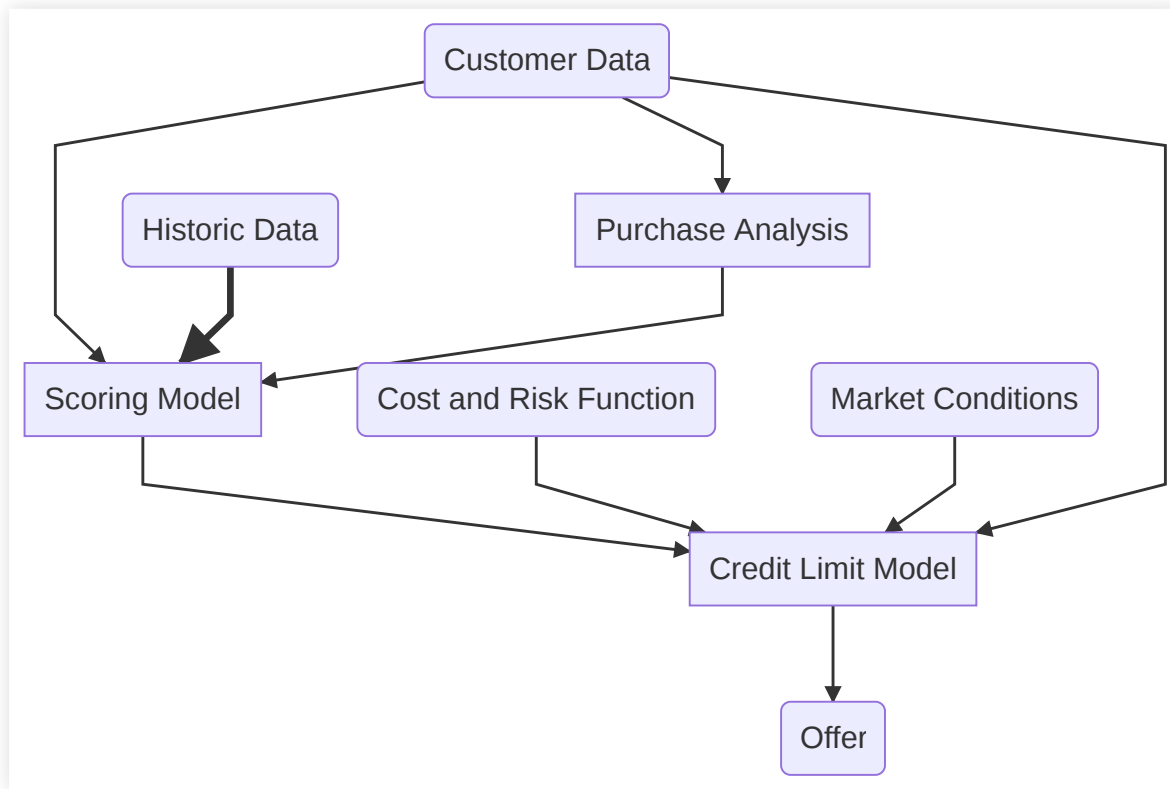 Customer Data
Historic Data
Purchase Analysis
Scoring Model
Cost and Risk Function
Market Conditions
Credit Limit Model
Offer